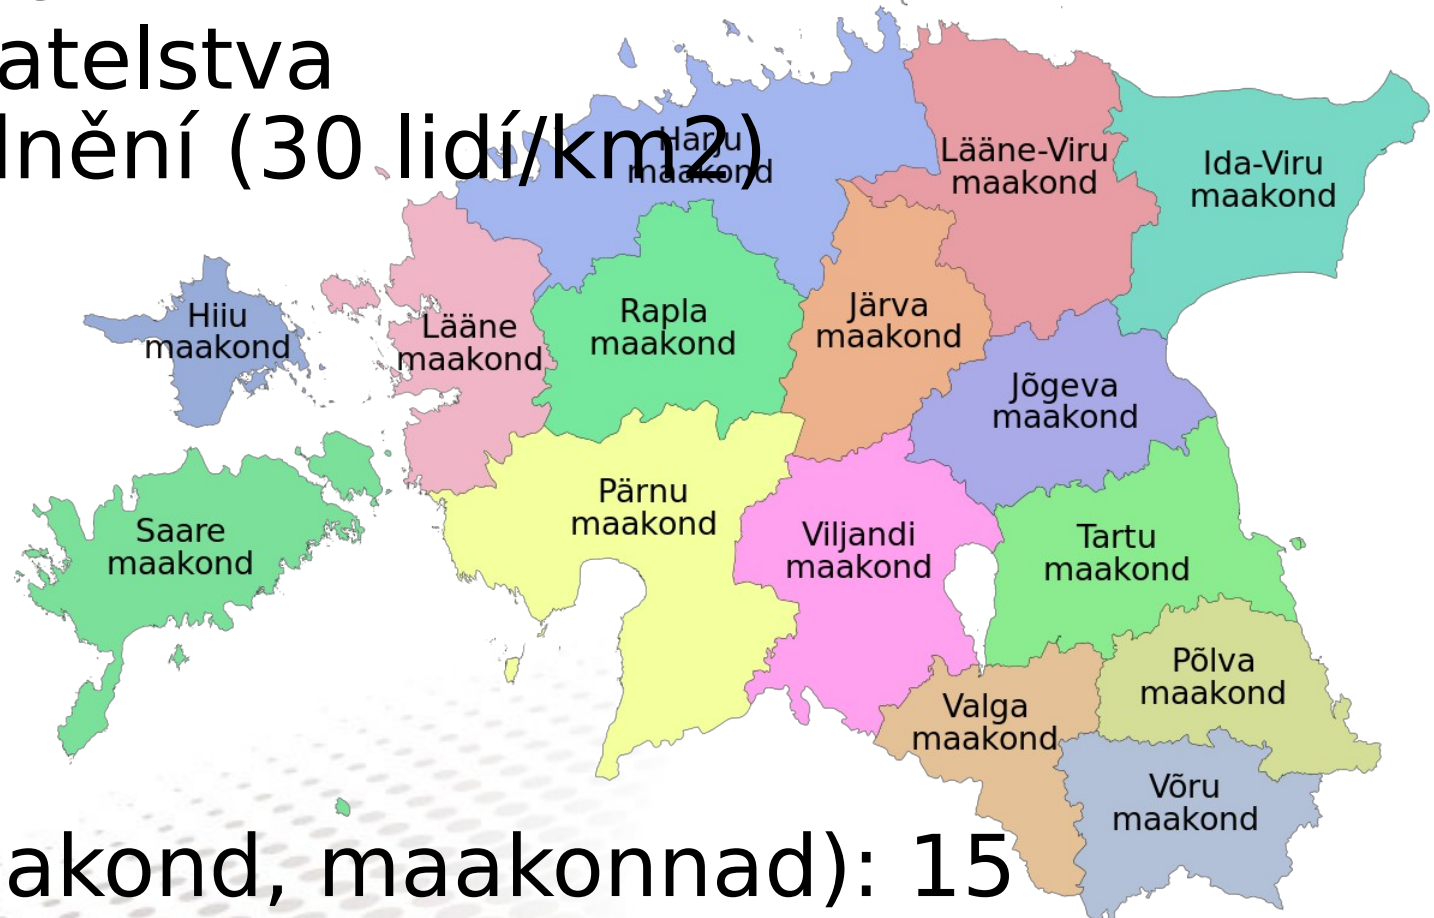 atelstva
lnění (30 lidí/km2)
Harju
maakond
Lääne-Viru
maakond
Ida-Viru
maakond
Hiiu
maakond
Lääne
maakond
Rapla
maakond
Järva
maakond
Jõgeva
maakond
Saare
maakond
Pärnu
maakond
Viljandi
maakond
Tartu
maakond
Põlva
maakond
Valga
maakond
Võru
maakond
akond, maakonnad): 15